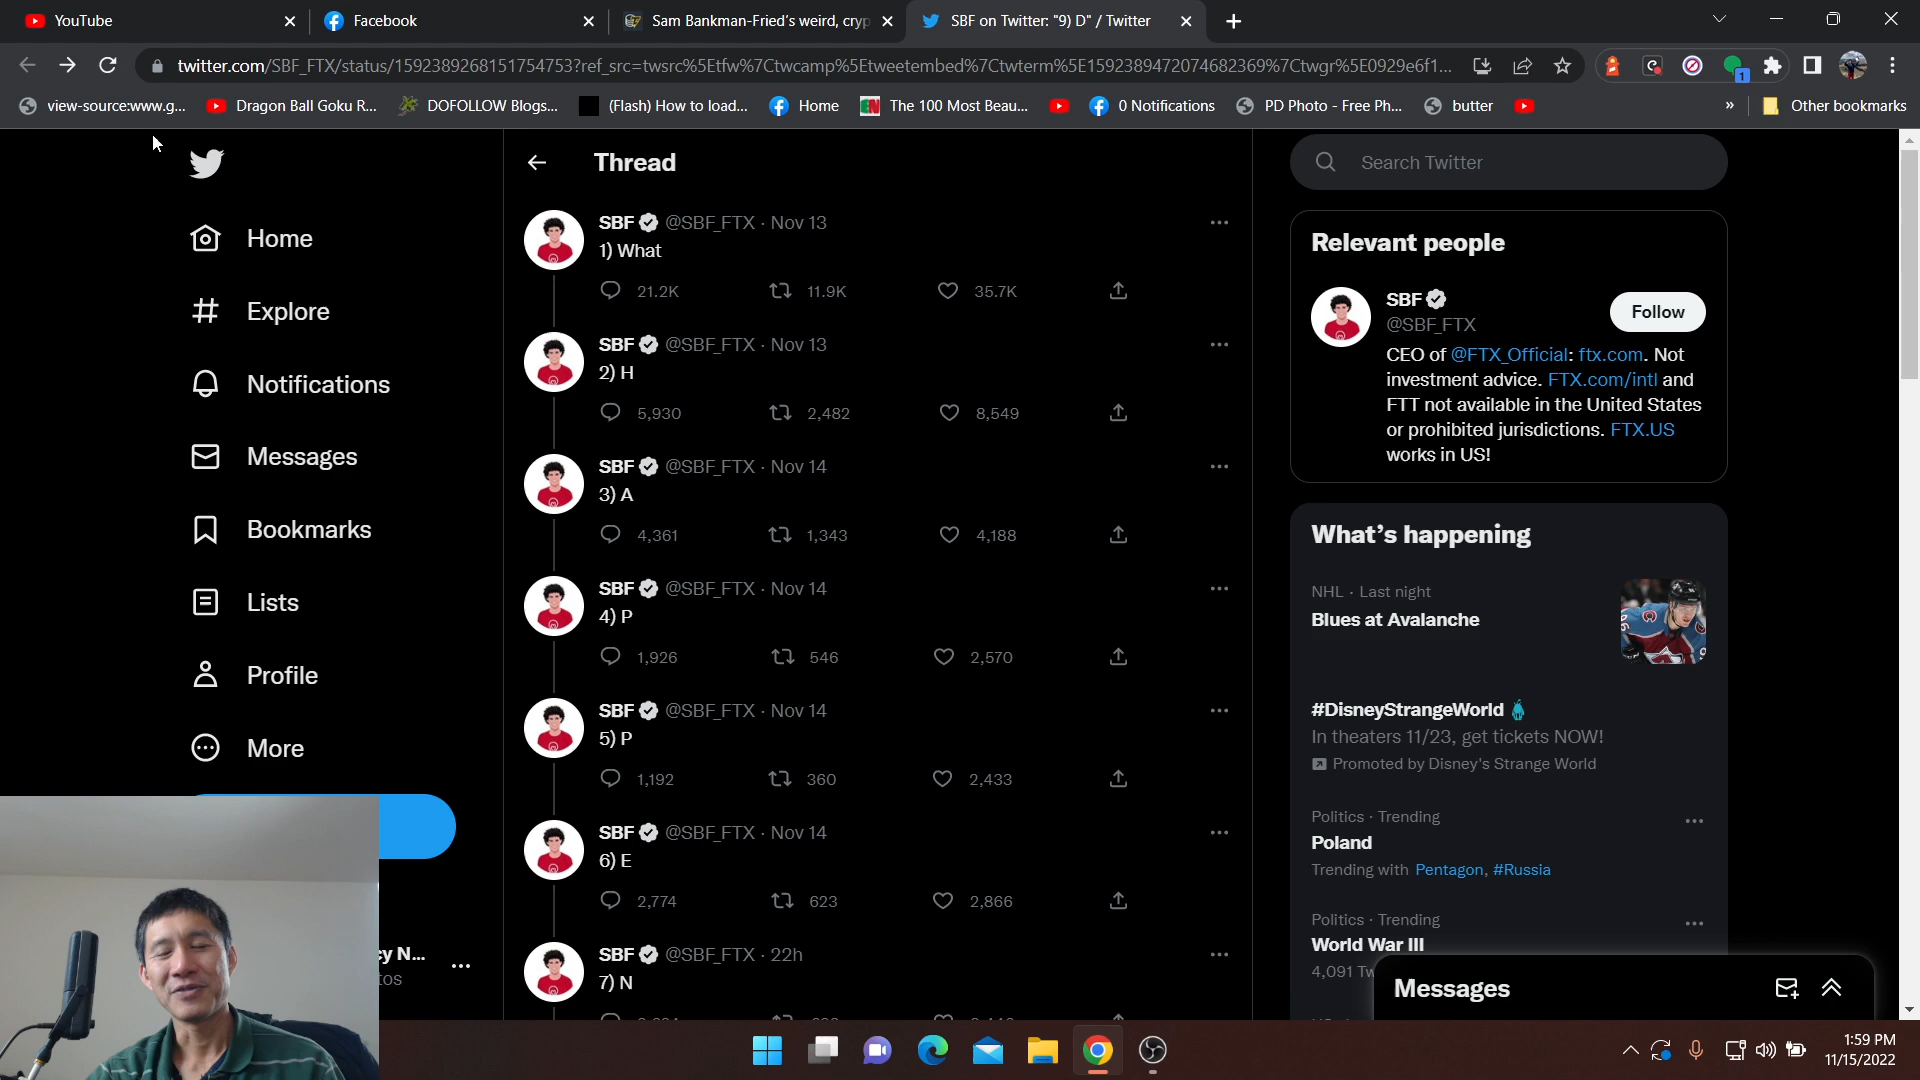 YouTube
Facebook
Sam Bankman-Fried's weird, cryp
SBF on Twitter: "9) D" / Twitter
twitter.com/SBF_FTX/status/1592389268151754753?ref_src=twsrc%5Etfw%7Ctwcamp%5Etweetembed%7Ctwterm%5E1592389472074682369%7Ctwgr%5E0929e6f1...
view-source:www.g...
Dragon Ball Goku R...
DOFOLLOW Blogs...
(Flash) How to load...
Home
The 100 Most Beau...
0 Notifications
PD Photo - Free Ph...
butter
»
Other bookmarks
Home
Explore
Notifications
Messages
Bookmarks
Lists
Profile
More
cy N...
tos
Thread
SBF @SBF_FTX · Nov 13
1) What
21.2K 11.9K 35.7K
SBF @SBF_FTX · Nov 13
2) H
5,930 2,482 8,549
SBF @SBF_FTX · Nov 14
3) A
4,361 1,343 4,188
SBF @SBF_FTX · Nov 14
4) P
1,926 546 2,570
SBF @SBF_FTX · Nov 14
5) P
1,192 360 2,433
SBF @SBF_FTX · Nov 14
6) E
2,774 623 2,866
SBF @SBF_FTX · 22h
7) N
Search Twitter
Relevant people
SBF
@SBF_FTX
Follow
CEO of @FTX_Official: ftx.com. Not
investment advice. FTX.com/intl and
FTT not available in the United States
or prohibited jurisdictions. FTX.US
works in US!
What's happening
NHL · Last night
Blues at Avalanche
#DisneyStrangeWorld
In theaters 11/23, get tickets NOW!
Promoted by Disney's Strange World
Politics · Trending
Poland
Trending with Pentagon, #Russia
Politics · Trending
World War III
4,091 Tw
Messages
1:59 PM
11/15/2022